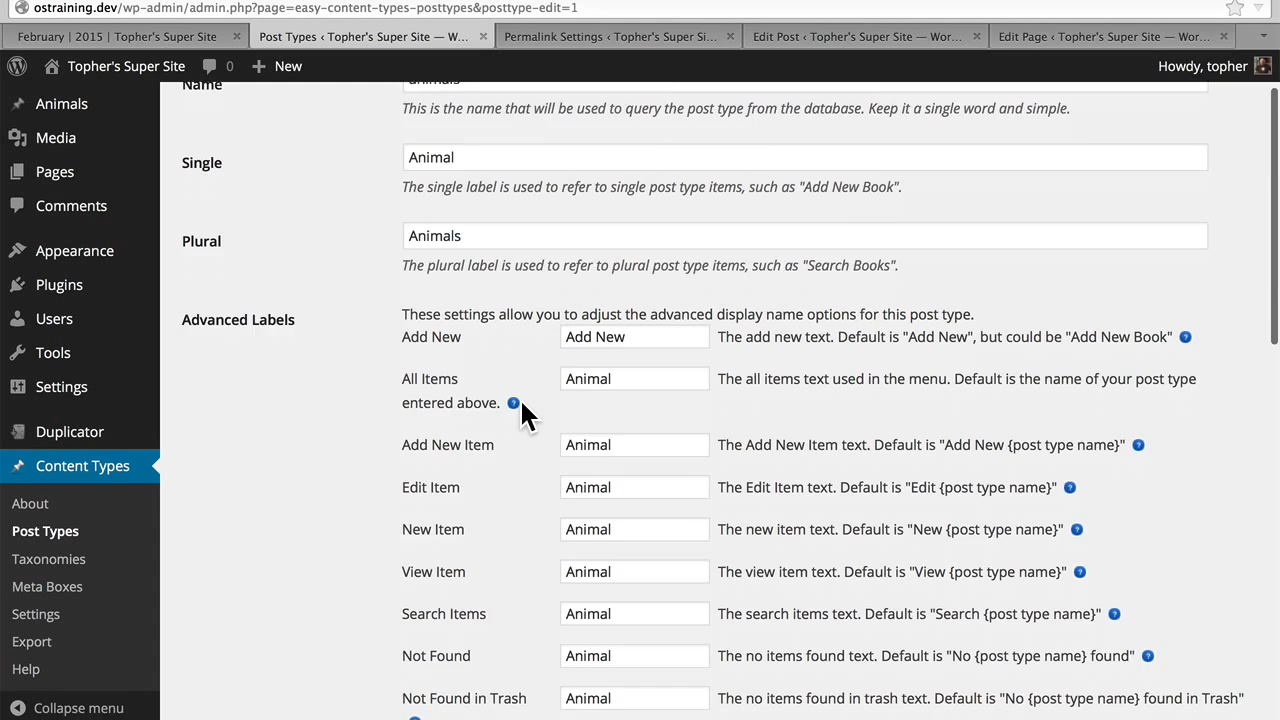 ostraining.dev/wp-admin/admin.php?page=easy-content-types-posttypes&posttype-edit=1
February | 2015 | Topher's Super Site × Post Types ‹ Topher's Super Site — W... × Permalink Settings ‹ Topher's Super Si... × Edit Post ‹ Topher's Super Site — Wor... × Edit Page ‹ Topher's Super Site — Wor... ×
Topher's Super Site 0 + New Howdy, topher
Animals
Media
Pages
Comments
Appearance
Plugins
Users
Tools
Settings
Duplicator
Content Types
About
Post Types
Taxonomies
Meta Boxes
Settings
Export
Help
Collapse menu
Name animals
This is the name that will be used to query the post type from the database. Keep it a single word and simple.
Single Animal
The single label is used to refer to single post type items, such as "Add New Book".
Plural Animals
The plural label is used to refer to plural post type items, such as "Search Books".
Advanced Labels These settings allow you to adjust the advanced display name options for this post type.
Add New Add New The add new text. Default is "Add New", but could be "Add New Book" ?
All Items Animal The all items text used in the menu. Default is the name of your post type
entered above. ?
Add New Item Animal The Add New Item text. Default is "Add New {post type name}" ?
Edit Item Animal The Edit Item text. Default is "Edit {post type name}" ?
New Item Animal The new item text. Default is "New {post type name}" ?
View Item Animal The view item text. Default is "View {post type name}" ?
Search Items Animal The search items text. Default is "Search {post type name}" ?
Not Found Animal The no items found text. Default is "No {post type name} found" ?
Not Found in Trash Animal The no items found in trash text. Default is "No {post type name} found in Trash"